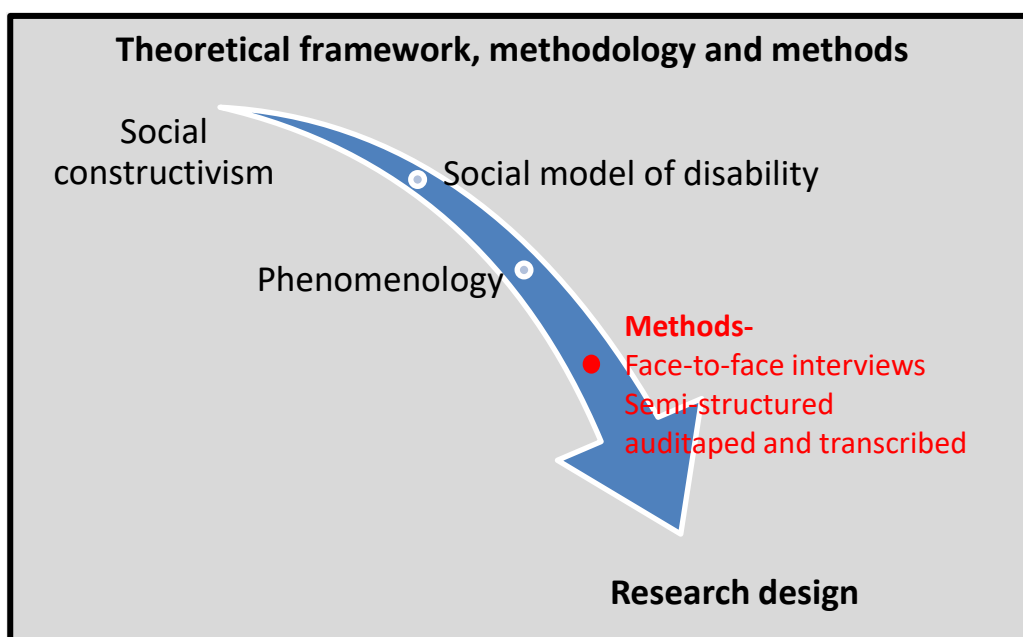 Theoretical framework, methodology and methods
Social
constructivism
Social model of disability
Phenomenology
Methods-
Face-to-face interviews
Semi-structured
auditaped and transcribed
Research design